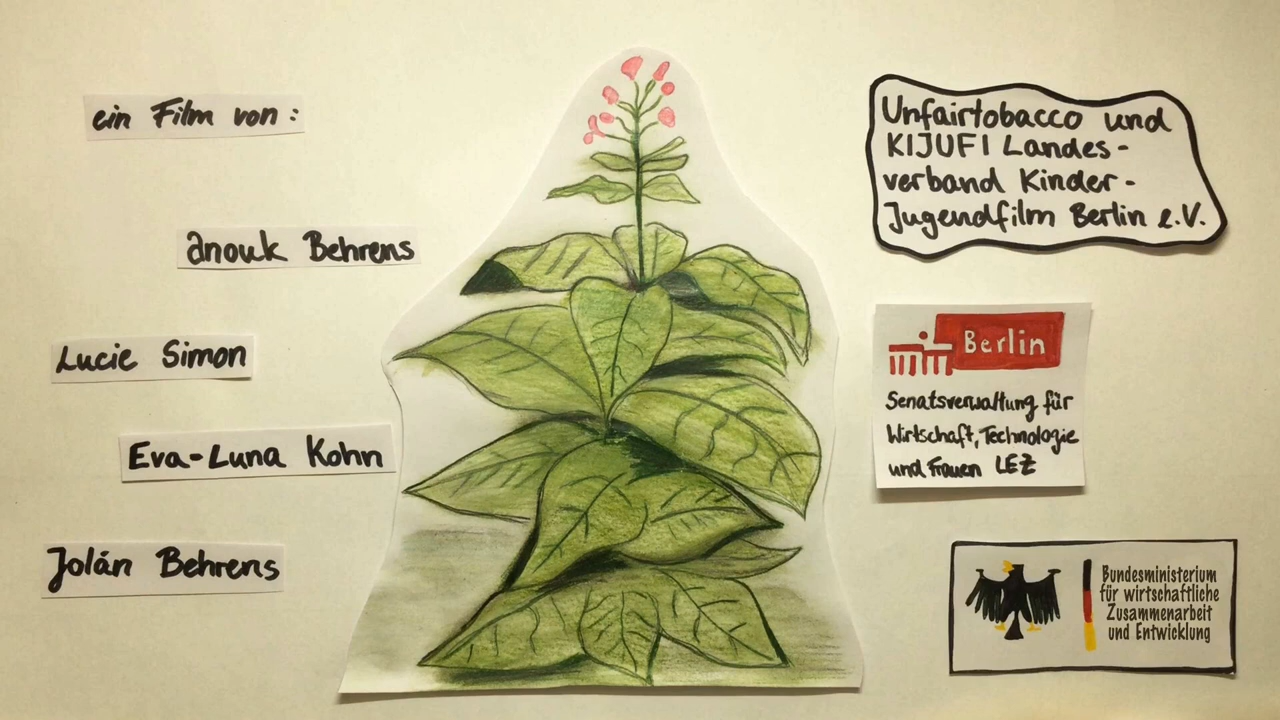 ein Film von:
Anouk Behrens
Lucie Simon
Eva-Luna Kohn
Jolán Behrens
Unfairtobacco und
KIJUFI Landes-
verband Kinder-
Jugendfilm Berlin e.V.
Berlin
Senatsverwaltung für
Wirtschaft, Technologie
und Frauen LEZ
Bundesministerium
für wirtschaftliche
Zusammenarbeit
und Entwicklung